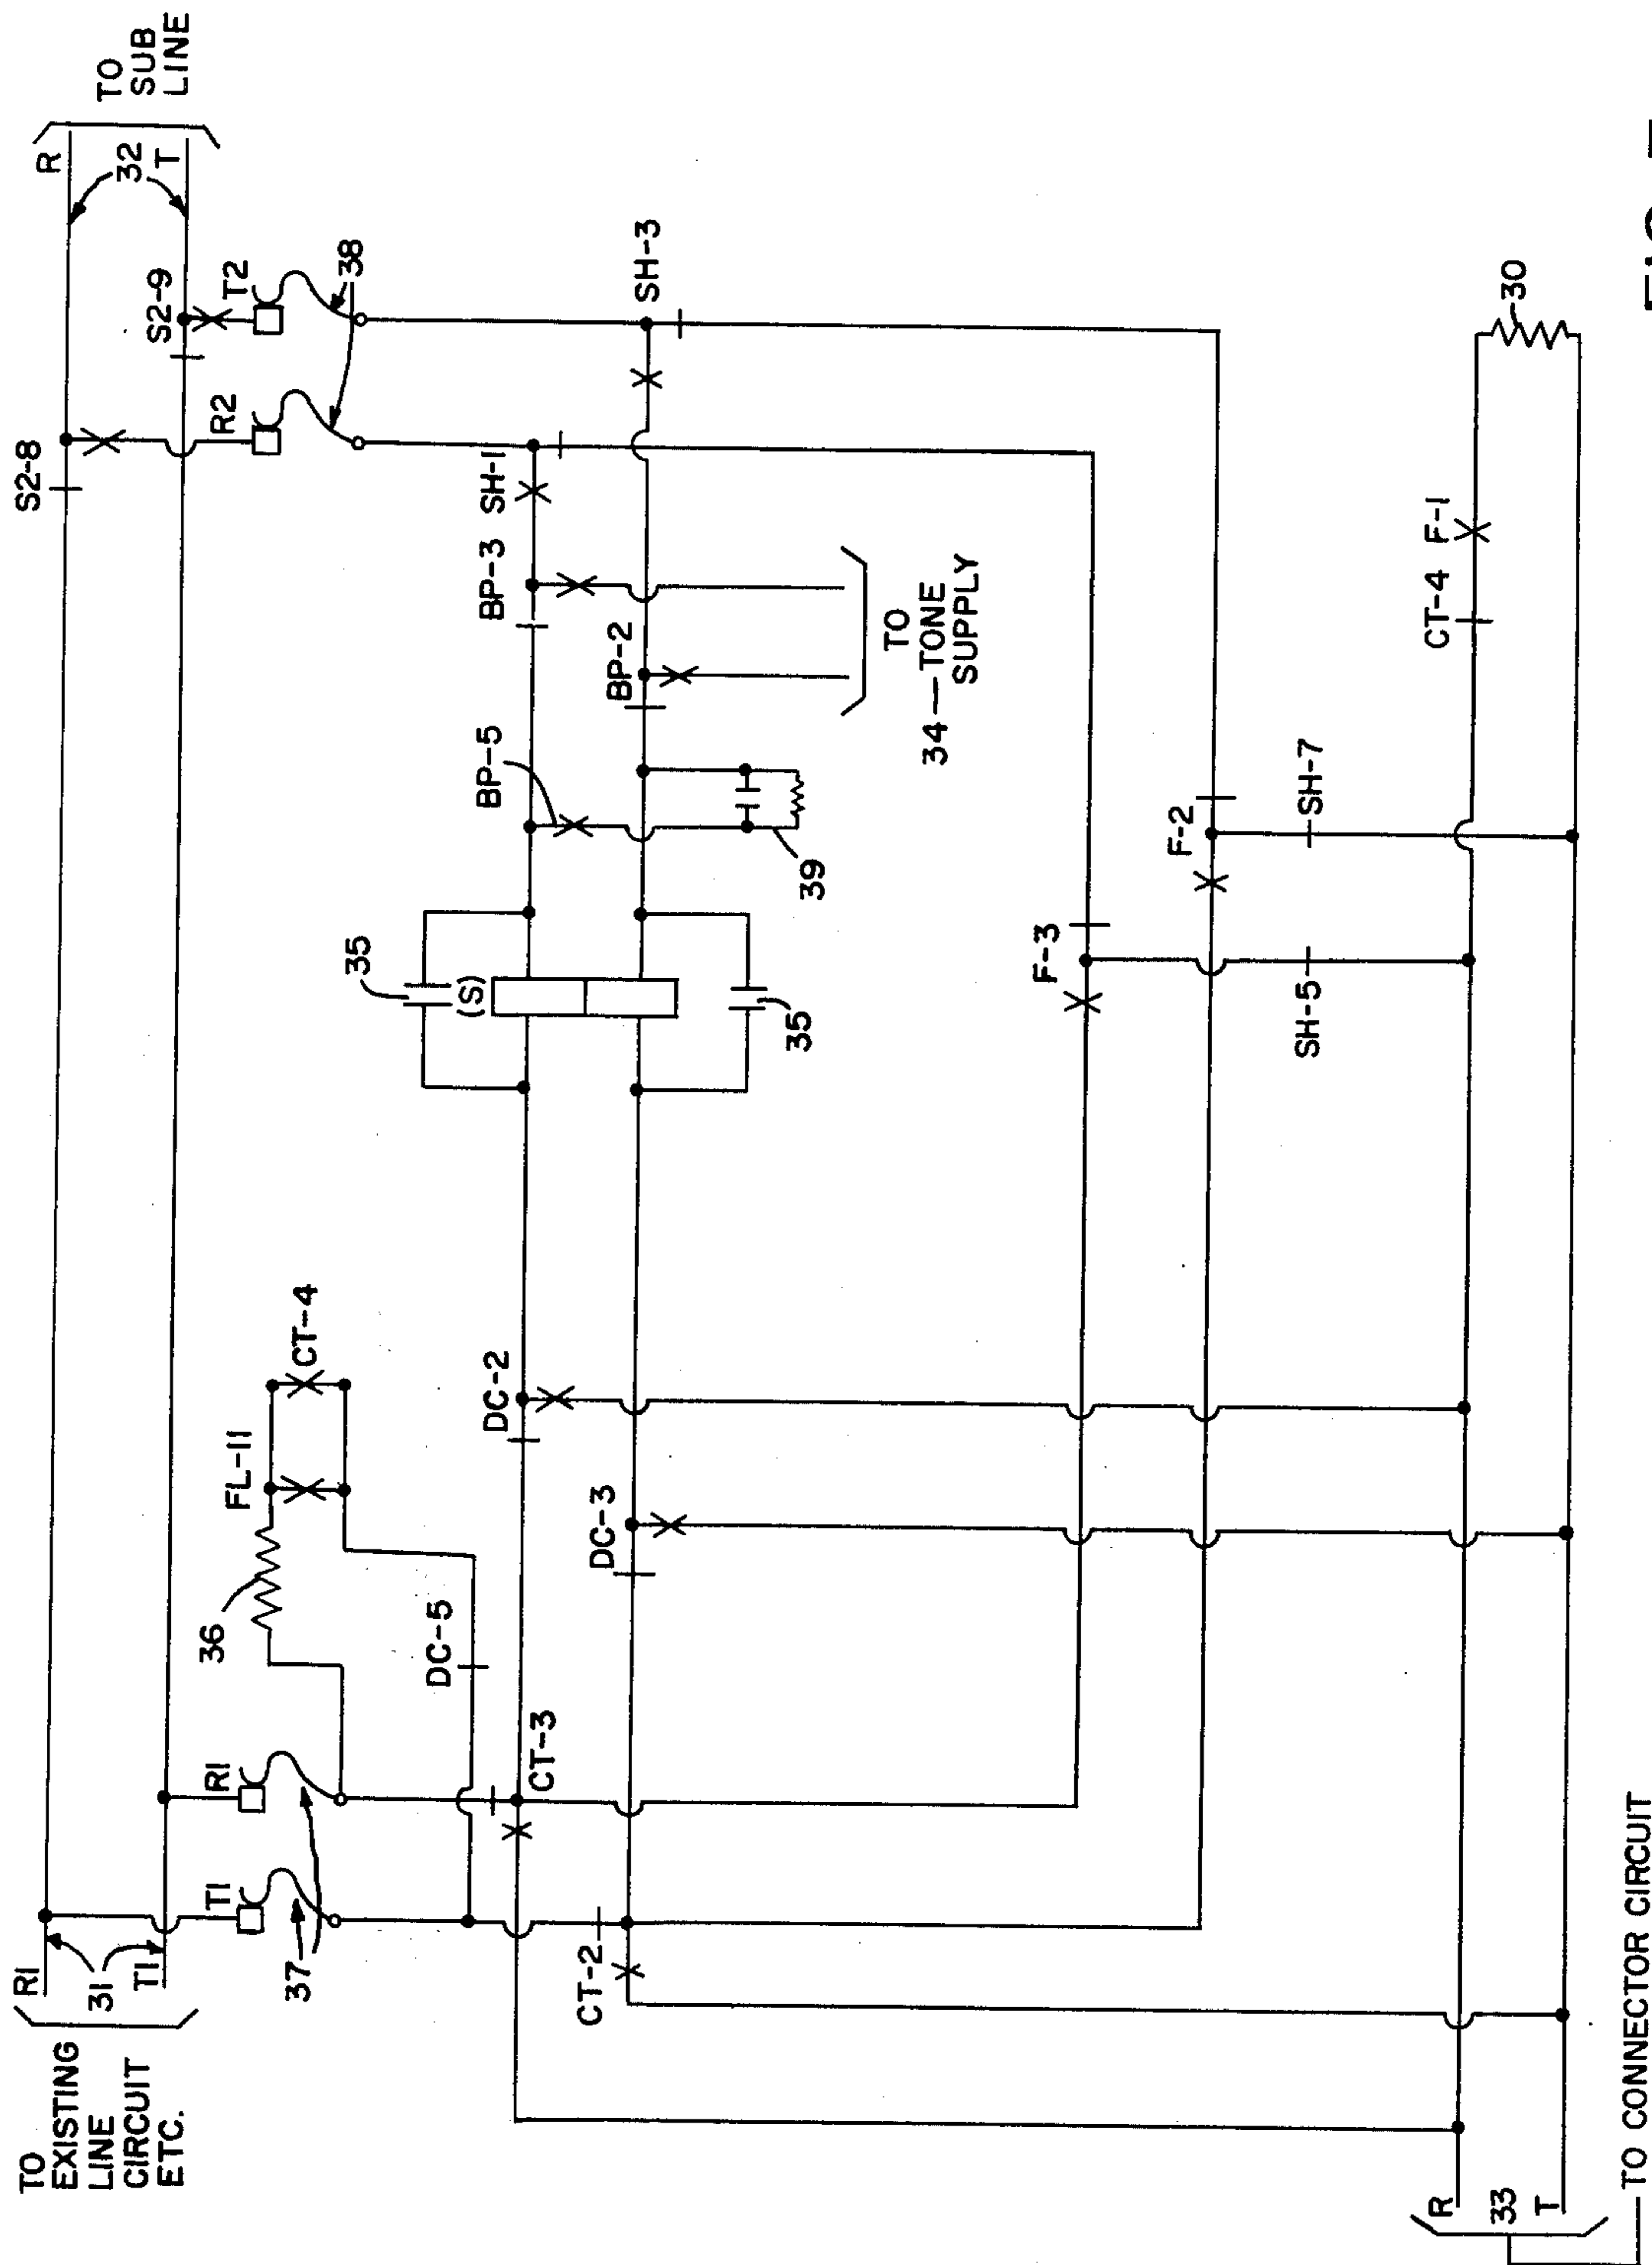 TO
EXISTING
LINE
CIRCUIT
ETC.
R1
31
T1
T1
R1
37
36
FL-11
CT-4
DC-5
CT-3
CT-2
DC-2
DC-3
35
(S)
35
39
BP-5
BP-3
BP-2
SH-1
SH-3
TO
34—TONE
SUPPLY
S2-8
S2-9
R2
T2
38
R
32
T
TO
SUB
LINE
F-3
F-2
SH-5
SH-7
CT-4
F-1
30
R
33
T
TO CONNECTOR CIRCUIT